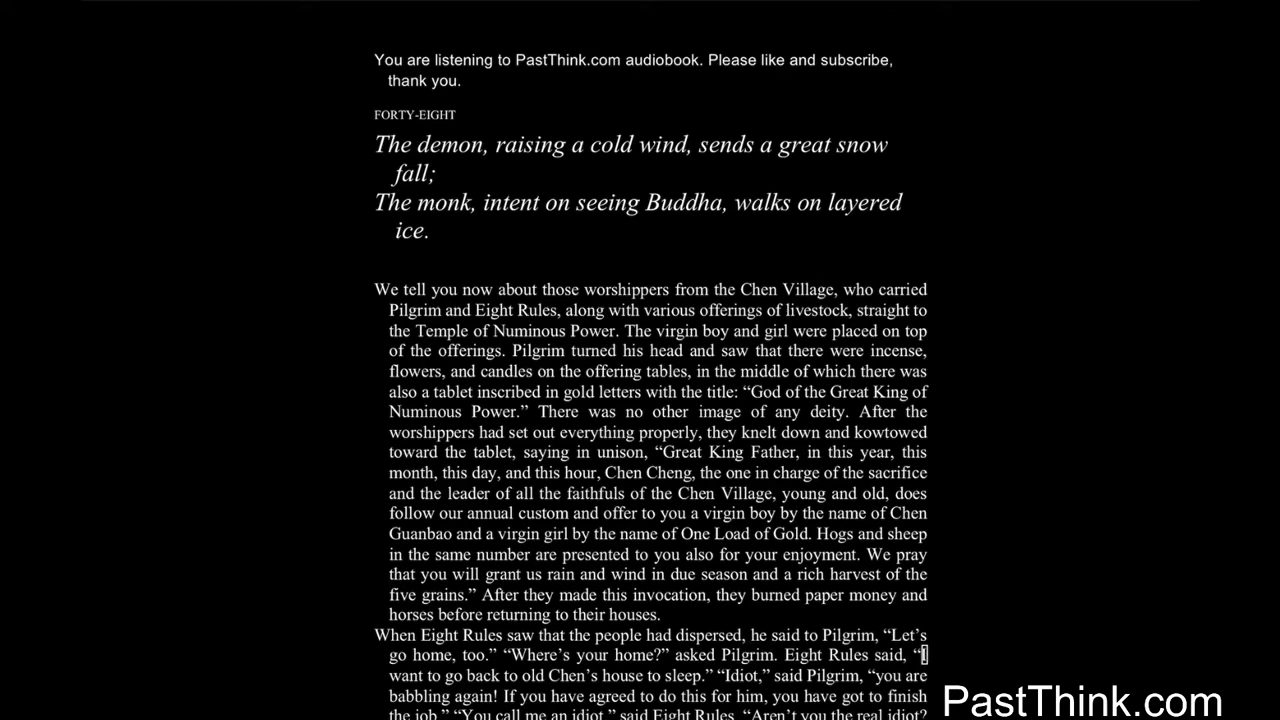 You are listening to PastThink.com audiobook. Please like and subscribe,
thank you.
FORTY-EIGHT
The demon, raising a cold wind, sends a great snow
fall;
The monk, intent on seeing Buddha, walks on layered
ice.
We tell you now about those worshippers from the Chen Village, who carried
Pilgrim and Eight Rules, along with various offerings of livestock, straight to
the Temple of Numinous Power. The virgin boy and girl were placed on top
of the offerings. Pilgrim turned his head and saw that there were incense,
flowers, and candles on the offering tables, in the middle of which there was
also a tablet inscribed in gold letters with the title: “God of the Great King of
Numinous Power.” There was no other image of any deity. After the
worshippers had set out everything properly, they knelt down and kowtowed
toward the tablet, saying in unison, “Great King Father, in this year, this
month, this day, and this hour, Chen Cheng, the one in charge of the sacrifice
and the leader of all the faithfuls of the Chen Village, young and old, does
follow our annual custom and offer to you a virgin boy by the name of Chen
Guanbao and a virgin girl by the name of One Load of Gold. Hogs and sheep
in the same number are presented to you also for your enjoyment. We pray
that you will grant us rain and wind in due season and a rich harvest of the
five grains.” After they made this invocation, they burned paper money and
horses before returning to their houses.
When Eight Rules saw that the people had dispersed, he said to Pilgrim, “Let’s
go home, too.” “Where’s your home?” asked Pilgrim. Eight Rules said, “I
want to go back to old Chen’s house to sleep.” “Idiot,” said Pilgrim, “you are
babbling again! If you have agreed to do this for him, you have got to finish
the job.” “You call me an idiot,” said Eight Rules. “Aren’t you the real idiot?
PastThink.com